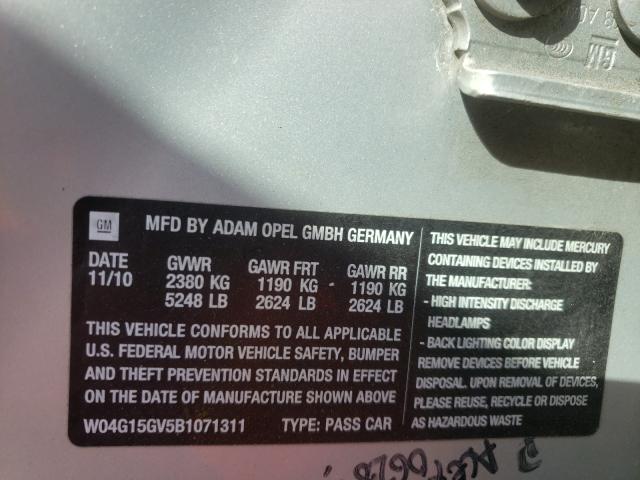 GM
GM
MFD BY ADAM OPEL GMBH GERMANY
DATE GVWR GAWR FRT GAWR RR
11/10 2380 KG 1190 KG 1190 KG
5248 LB 2624 LB 2624 LB
THIS VEHICLE CONFORMS TO ALL APPLICABLE
U.S. FEDERAL MOTOR VEHICLE SAFETY, BUMPER
AND THEFT PREVENTION STANDARDS IN EFFECT
ON THE DATE OF MANUFACTURE SHOWN ABOVE
W04G15GV5B1071311 TYPE: PASS CAR
THIS VEHICLE MAY INCLUDE MERCURY
CONTAINING DEVICES INSTALLED BY
THE MANUFACTURER:
- HIGH INTENSITY DISCHARGE
HEADLAMPS
- BACK LIGHTING COLOR DISPLAY
REMOVE DEVICES BEFORE VEHICLE
DISPOSAL. UPON REMOVAL OF DEVICES,
PLEASE REUSE, RECYCLE OR DISPOSE
AS HAZARDOUS WASTE